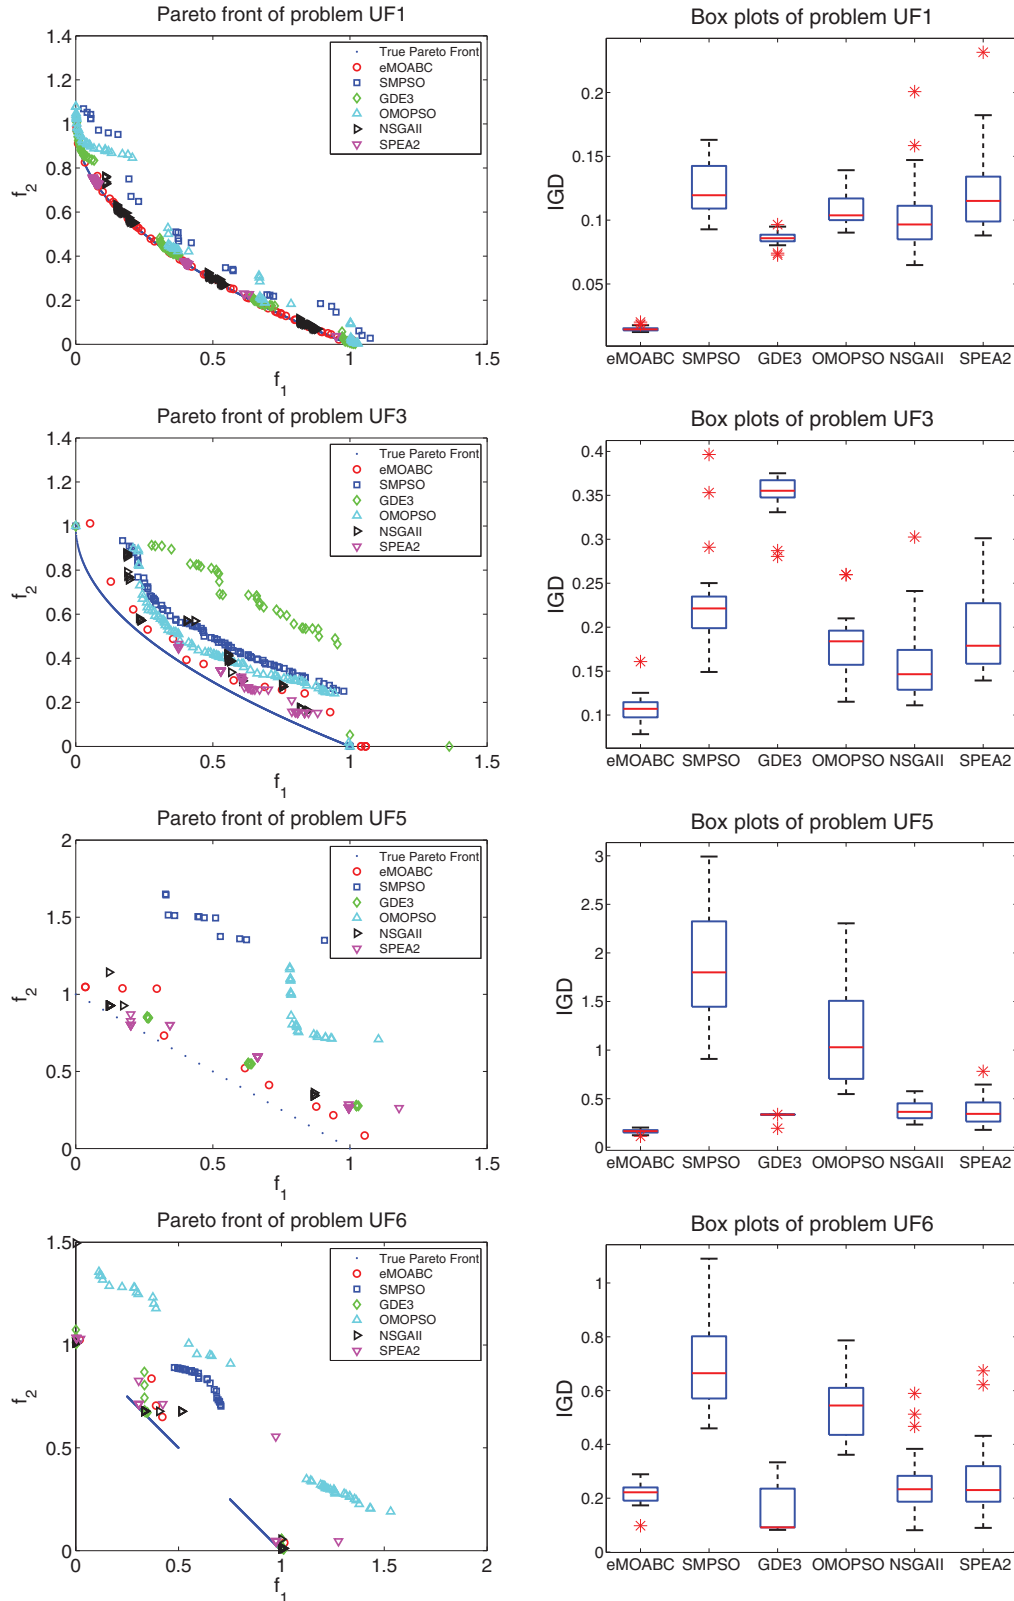 Pareto front of problem UF1
1.4
1.2
1
0.8
0.6
0.4
0.2
0
f2
0
0.5
1
1.5
f1
True Pareto Front
eMOABC
SMPSO
GDE3
OMOPSO
NSGAII
SPEA2
Box plots of problem UF1
0.2
0.15
0.1
0.05
IGD
eMOABC SMPSO GDE3 OMOPSO NSGAII SPEA2
Pareto front of problem UF3
1.4
1.2
1
0.8
0.6
0.4
0.2
0
f2
0
0.5
1
1.5
f1
True Pareto Front
eMOABC
SMPSO
GDE3
OMOPSO
NSGAII
SPEA2
Box plots of problem UF3
0.4
0.35
0.3
0.25
0.2
0.15
0.1
IGD
eMOABC SMPSO GDE3 OMOPSO NSGAII SPEA2
Pareto front of problem UF5
2
1.5
1
0.5
0
f2
0
0.5
1
1.5
f1
True Pareto Front
eMOABC
SMPSO
GDE3
OMOPSO
NSGAII
SPEA2
Box plots of problem UF5
3
2.5
2
1.5
1
0.5
0
IGD
eMOABC SMPSO GDE3 OMOPSO NSGAII SPEA2
Pareto front of problem UF6
1.5
1
0.5
0
f2
0
0.5
1
1.5
2
f1
True Pareto Front
eMOABC
SMPSO
GDE3
OMOPSO
NSGAII
SPEA2
Box plots of problem UF6
1
0.8
0.6
0.4
0.2
0
IGD
eMOABC SMPSO GDE3 OMOPSO NSGAII SPEA2